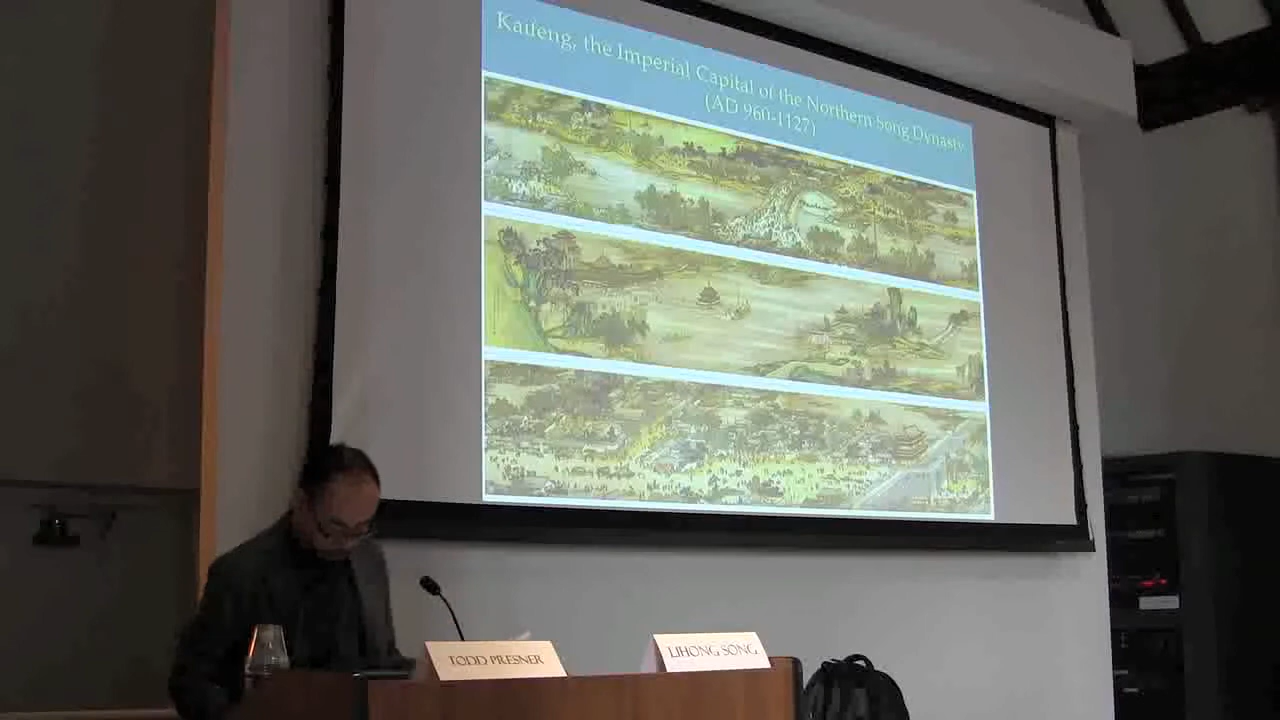 Kaifeng, the Imperial Capital of the Northern Song Dynasty
(AD 960-1127)
TODD PRESNER
LIHONG SONG